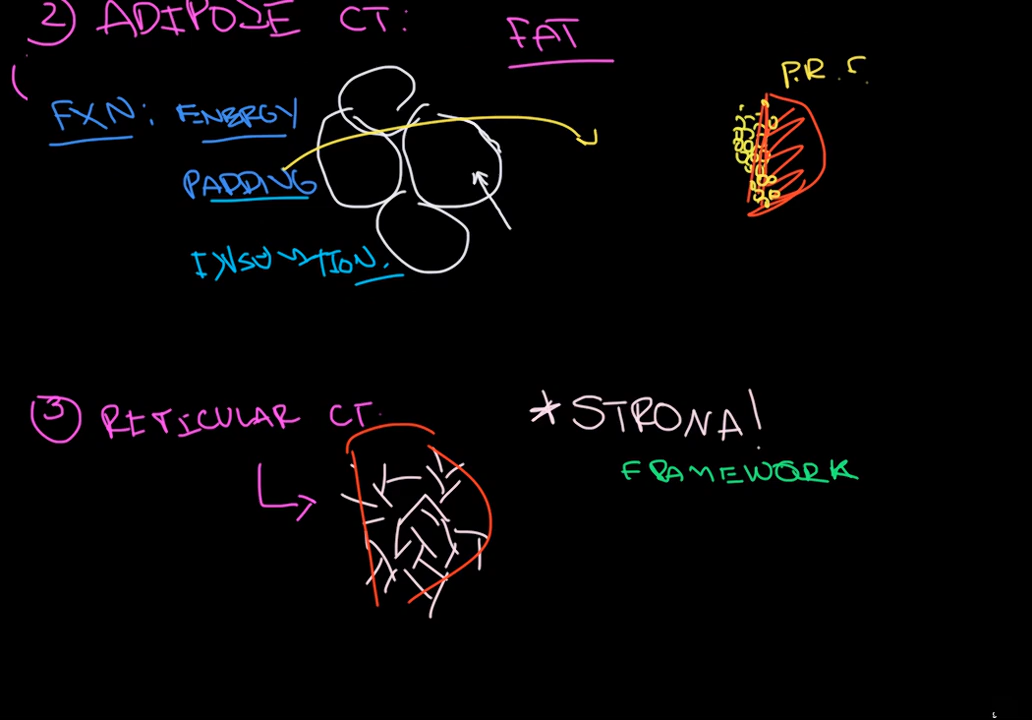 2) ADIPOSE CT:
FAT
P.R.F.
FXN: ENERGY
PADDING
INSULATION.
3 RETICULAR CT.
* STROMA!
FRAMEWORK